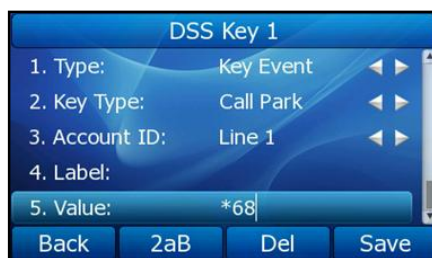 DSS Key 1
1. Type: Key Event
2. Key Type: Call Park
3. Account ID: Line 1
4. Label:
5. Value: *68
Back 2aB Del Save